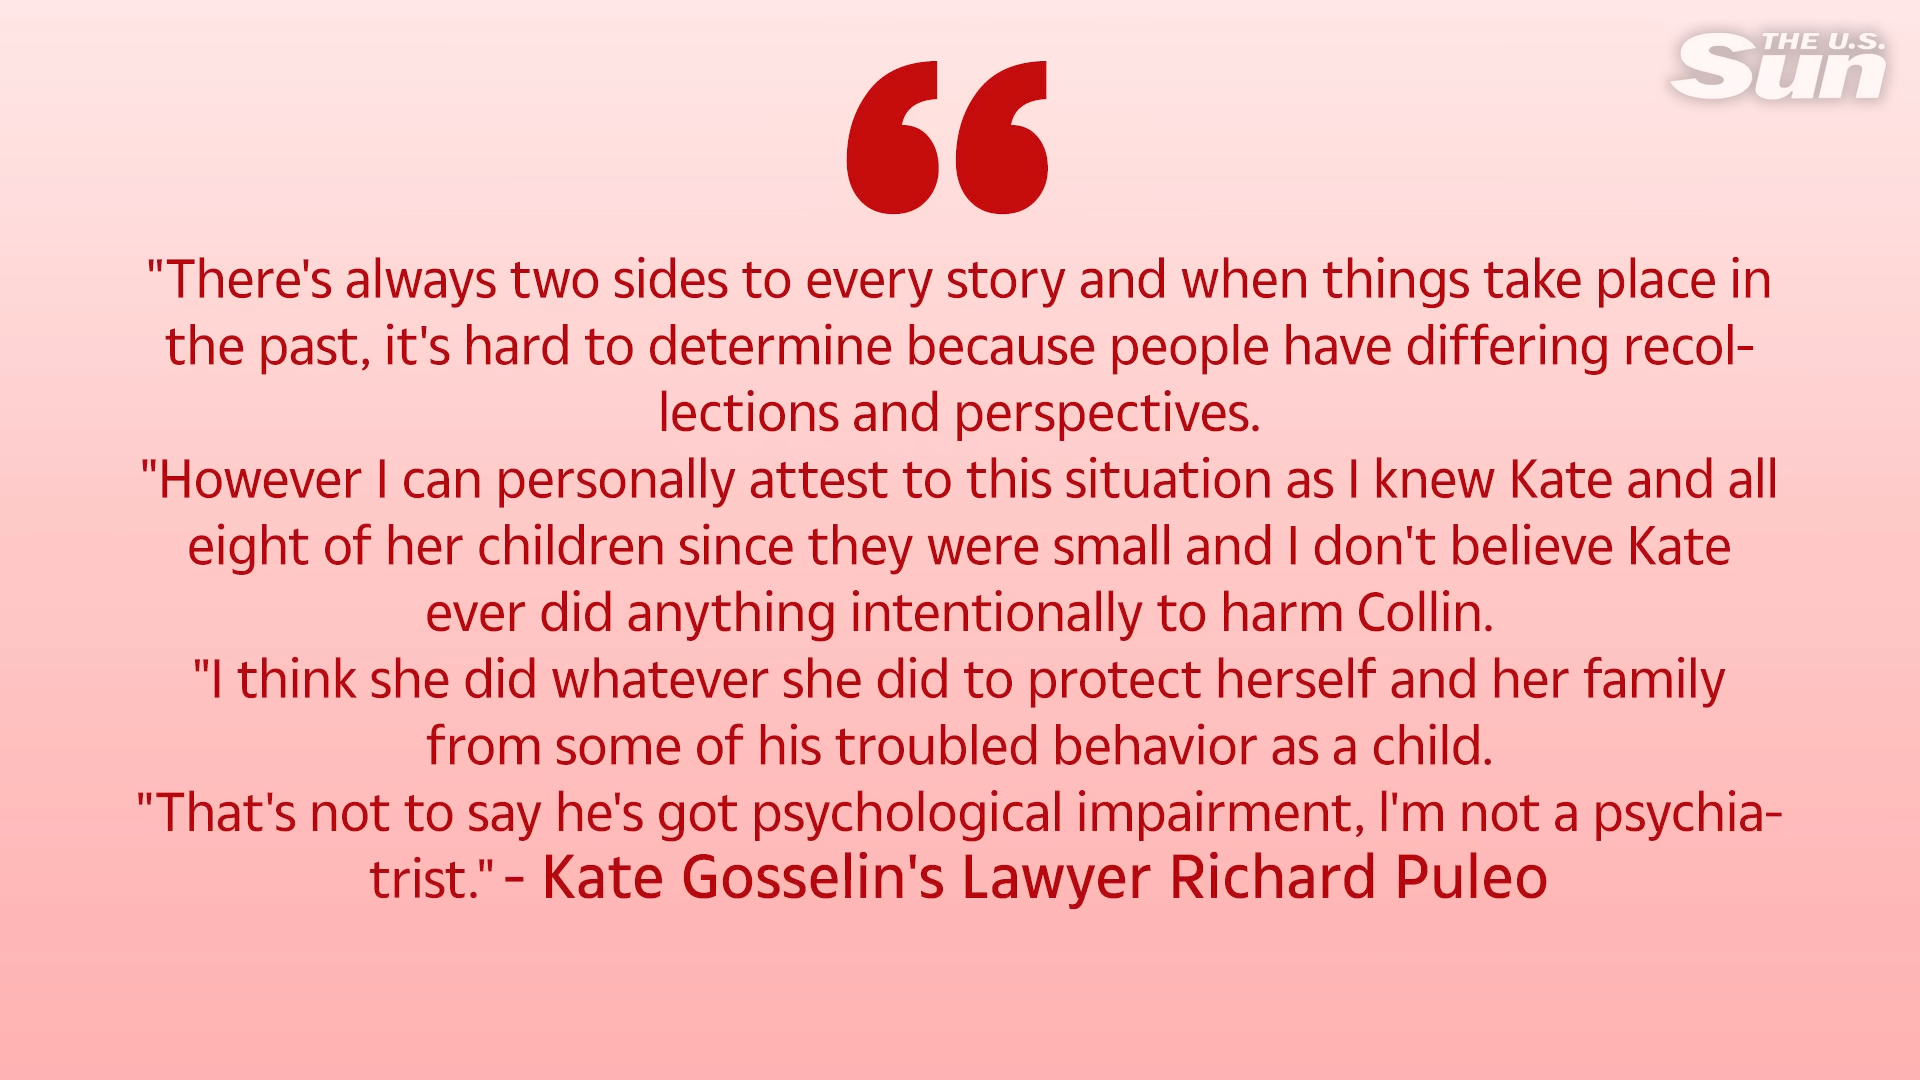 THE U.S.
Sun
"There's always two sides to every story and when things take place in
the past, it's hard to determine because people have differing recol-
lections and perspectives.
"However I can personally attest to this situation as I knew Kate and all
eight of her children since they were small and I don't believe Kate
ever did anything intentionally to harm Collin.
"I think she did whatever she did to protect herself and her family
from some of his troubled behavior as a child.
"That's not to say he's got psychological impairment, I'm not a psychia-
trist." - Kate Gosselin's Lawyer Richard Puleo